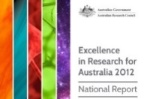 Australian Government
Australian Research Council
Excellence
in Research for
Australia 2012
National Report